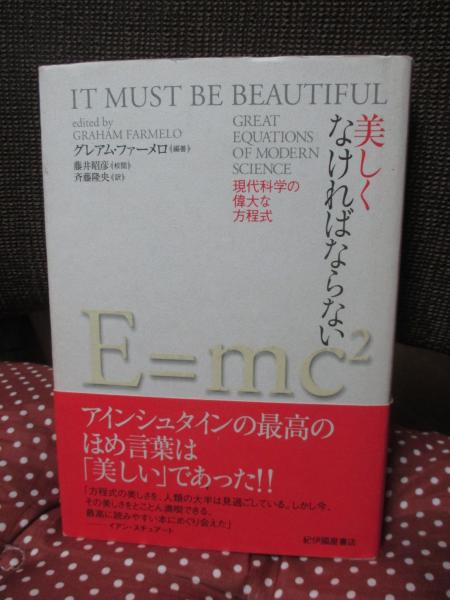 IT MUST BE BEAUTIFUL
edited by
GRAHAM FARMELO
グレアム・ファーメロ《編著》
藤井昭彦《校閲》
斉藤隆央《訳》
GREAT
EQUATIONS
OF MODERN
SCIENCE
現代科学の
偉大な
方程式
美しく
なければならない
E=mc²
アインシュタインの最高の
ほめ言葉は
「美しい」であった!!
「方程式の美しさを、人類の大半は見過ごしている。しかし今、
その美しさをとことん満喫できる、
最高に読みやすい本にめぐり会えた」
――イアン・スチュアート
紀伊國屋書店